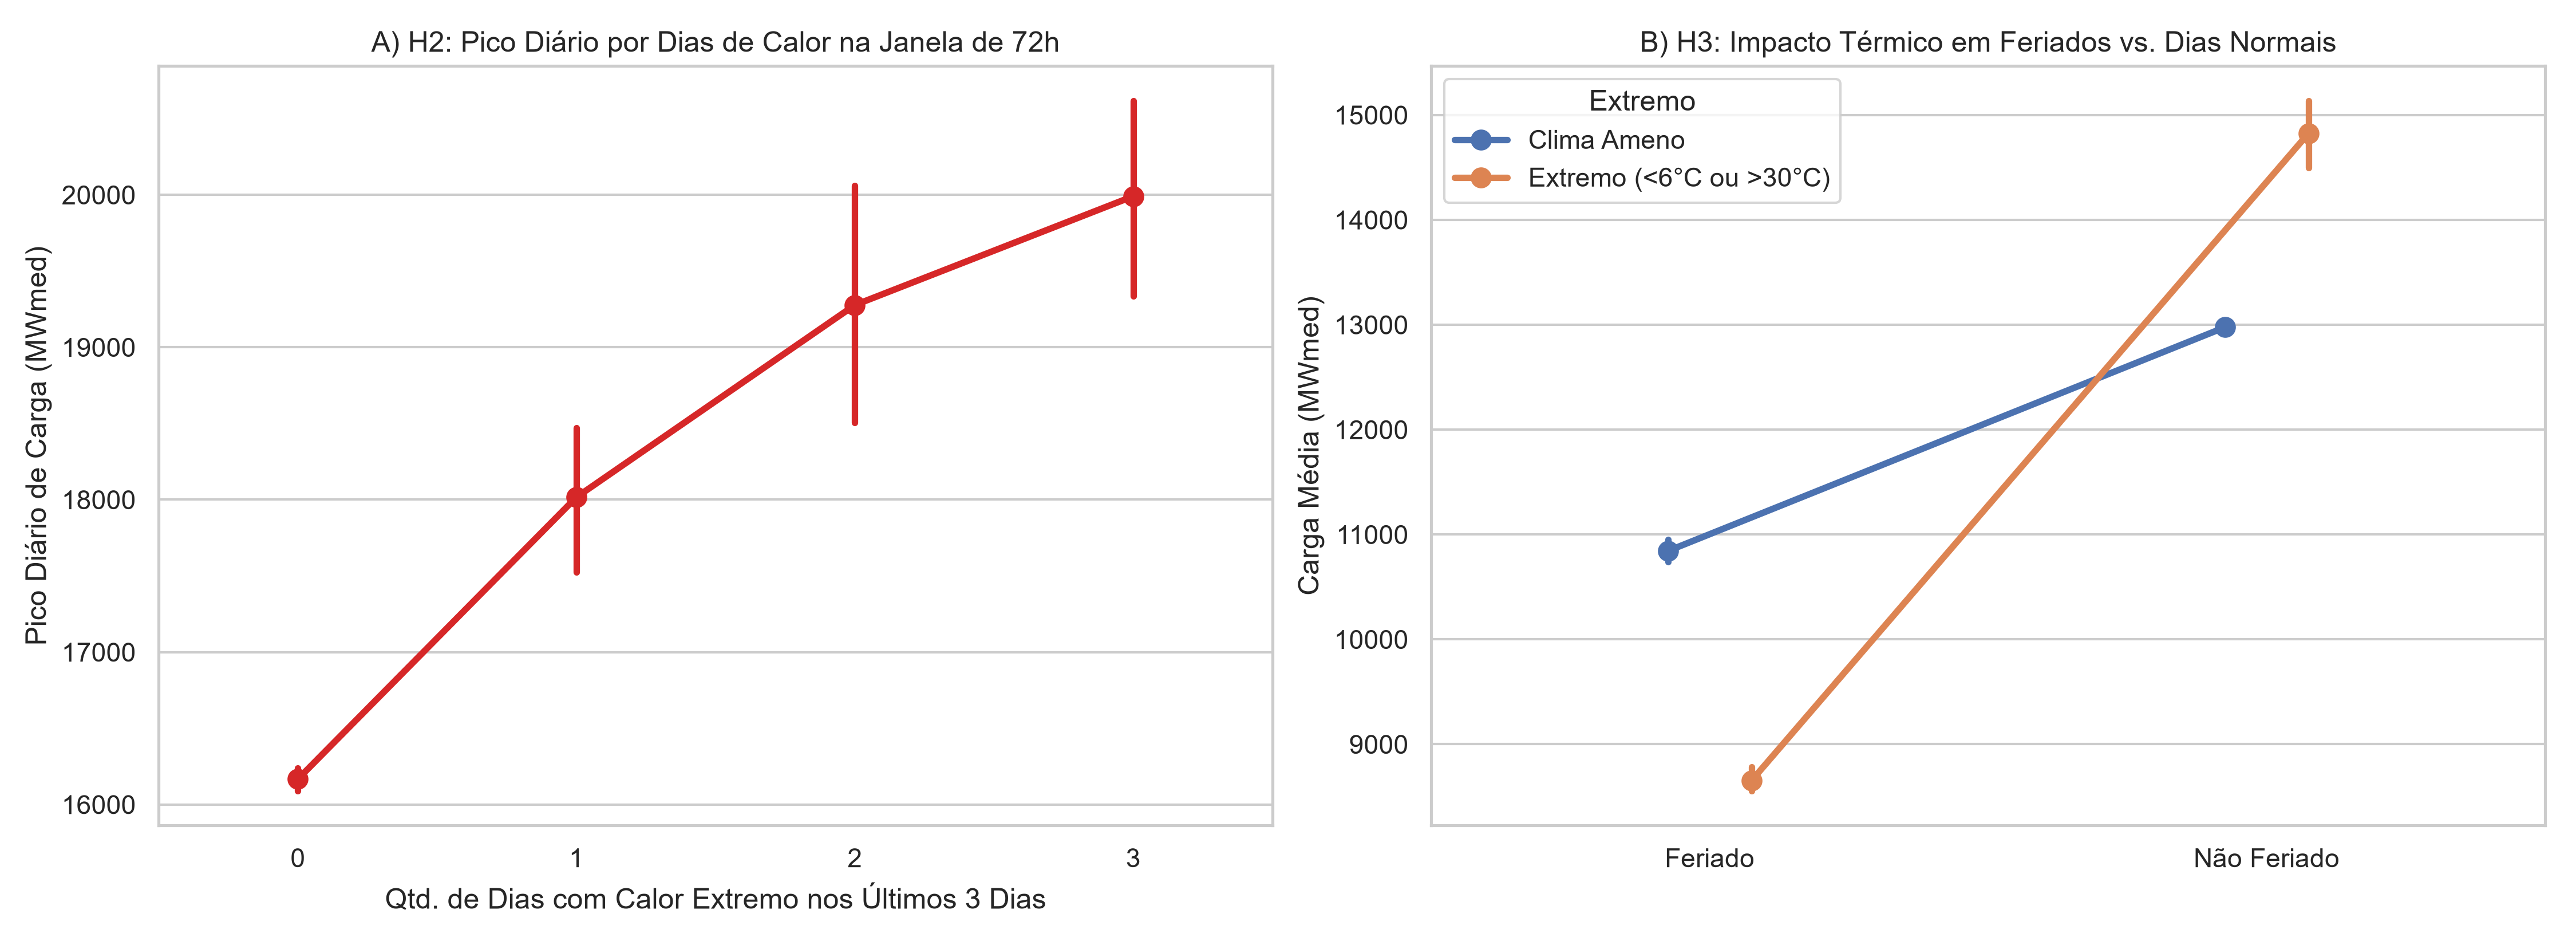 A) H2: Pico Diário por Dias de Calor na Janela de 72h
Pico Diário de Carga (MWmed)
20000
19000
18000
17000
16000
0 1 2 3
Qtd. de Dias com Calor Extremo nos Últimos 3 Dias
B) H3: Impacto Térmico em Feriados vs. Dias Normais
Extremo
Clima Ameno
Extremo (<6°C ou >30°C)
Carga Média (MWmed)
15000
14000
13000
12000
11000
10000
9000
Feriado Não Feriado